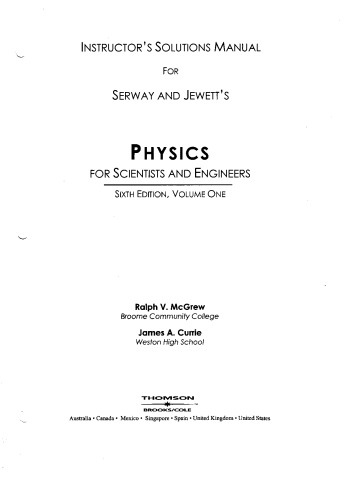 INSTRUCTOR'S SOLUTIONS MANUAL
FOR
SERWAY AND JEWETT'S
PHYSICS
FOR SCIENTISTS AND ENGINEERS
SIXTH EDITION, VOLUME ONE
Ralph V. McGrew
Broome Community College
James A. Currie
Weston High School
THOMSON
BROOKS/COLE
Australia • Canada • Mexico • Singapore • Spain • United Kingdom • United States